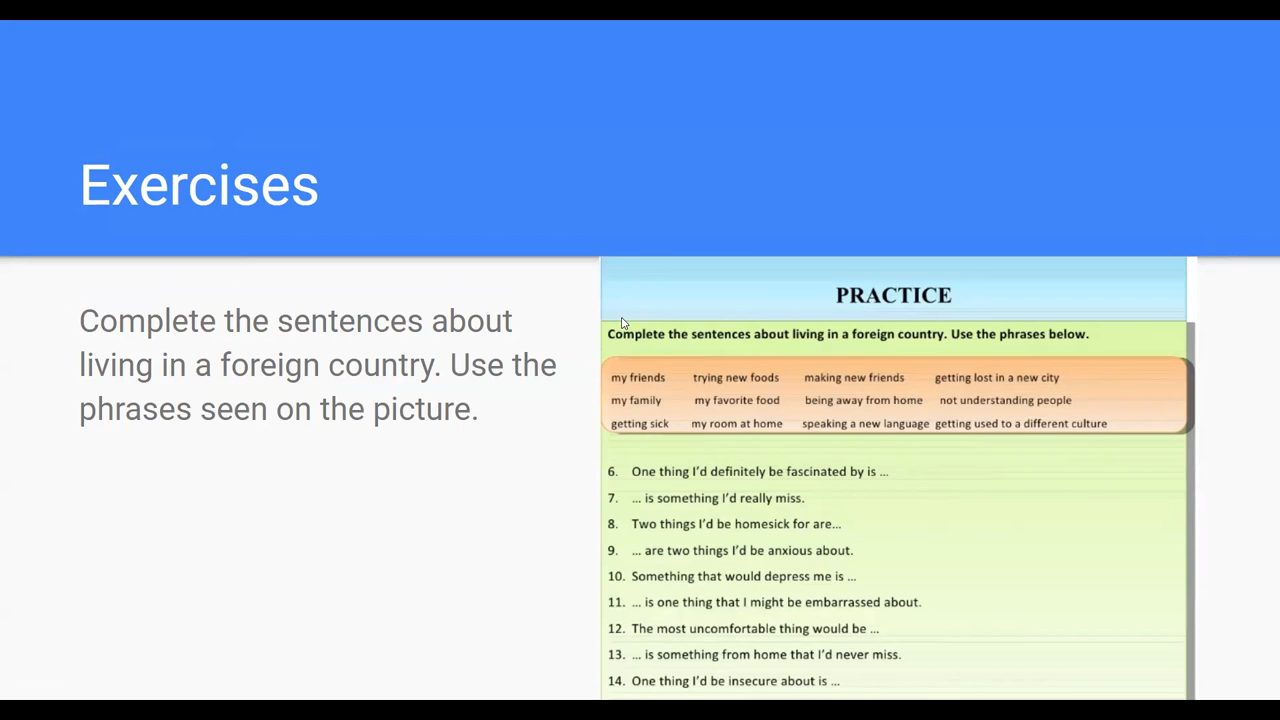 Exercises
Complete the sentences about
living in a foreign country. Use the
phrases seen on the picture.
PRACTICE
Complete the sentences about living in a foreign country. Use the phrases below.
my friends trying new foods making new friends getting lost in a new city
my family my favorite food being away from home not understanding people
getting sick my room at home speaking a new language getting used to a different culture
6. One thing I'd definitely be fascinated by is ...
7. ... is something I'd really miss.
8. Two things I'd be homesick for are...
9. ... are two things I'd be anxious about.
10. Something that would depress me is ...
11. ... is one thing that I might be embarrassed about.
12. The most uncomfortable thing would be ...
13. ... is something from home that I'd never miss.
14. One thing I'd be insecure about is ...